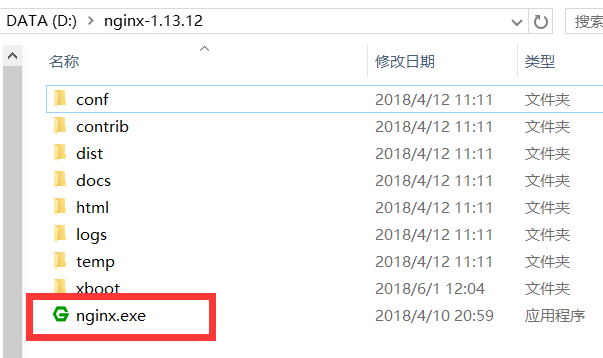 DATA (D:) > nginx-1.13.12 搜索
名称 修改日期 类型
conf 2018/4/12 11:11 文件夹
contrib 2018/4/12 11:11 文件夹
dist 2018/4/12 11:11 文件夹
docs 2018/4/12 11:11 文件夹
html 2018/4/12 11:11 文件夹
logs 2018/4/12 11:11 文件夹
temp 2018/4/12 11:11 文件夹
xboot 2018/6/1 12:04 文件夹
nginx.exe 2018/4/10 20:59 应用程序